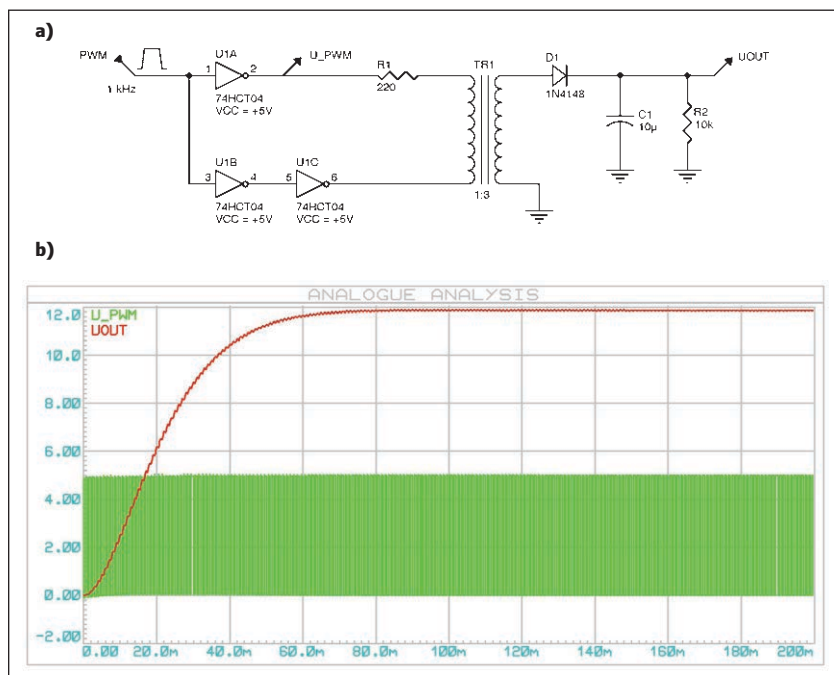 a)
PWM
1 kHz
U1A
1 2
74HCT04
VCC = +5V
U_PWM
R1
220
TR1
1:3
D1
1N4148
UOUT
C1
10µ
R2
10k
U1B
3 4
74HCT04
VCC = +5V
U1C
5 6
74HCT04
VCC = +5V
b)
ANALOGUE ANALYSIS
U_PWM
UOUT
12.0
10.0
8.00
6.00
4.00
2.00
0.00
-2.00
0.00 20.0m 40.0m 60.0m 80.0m 100m 120m 140m 160m 180m 200m